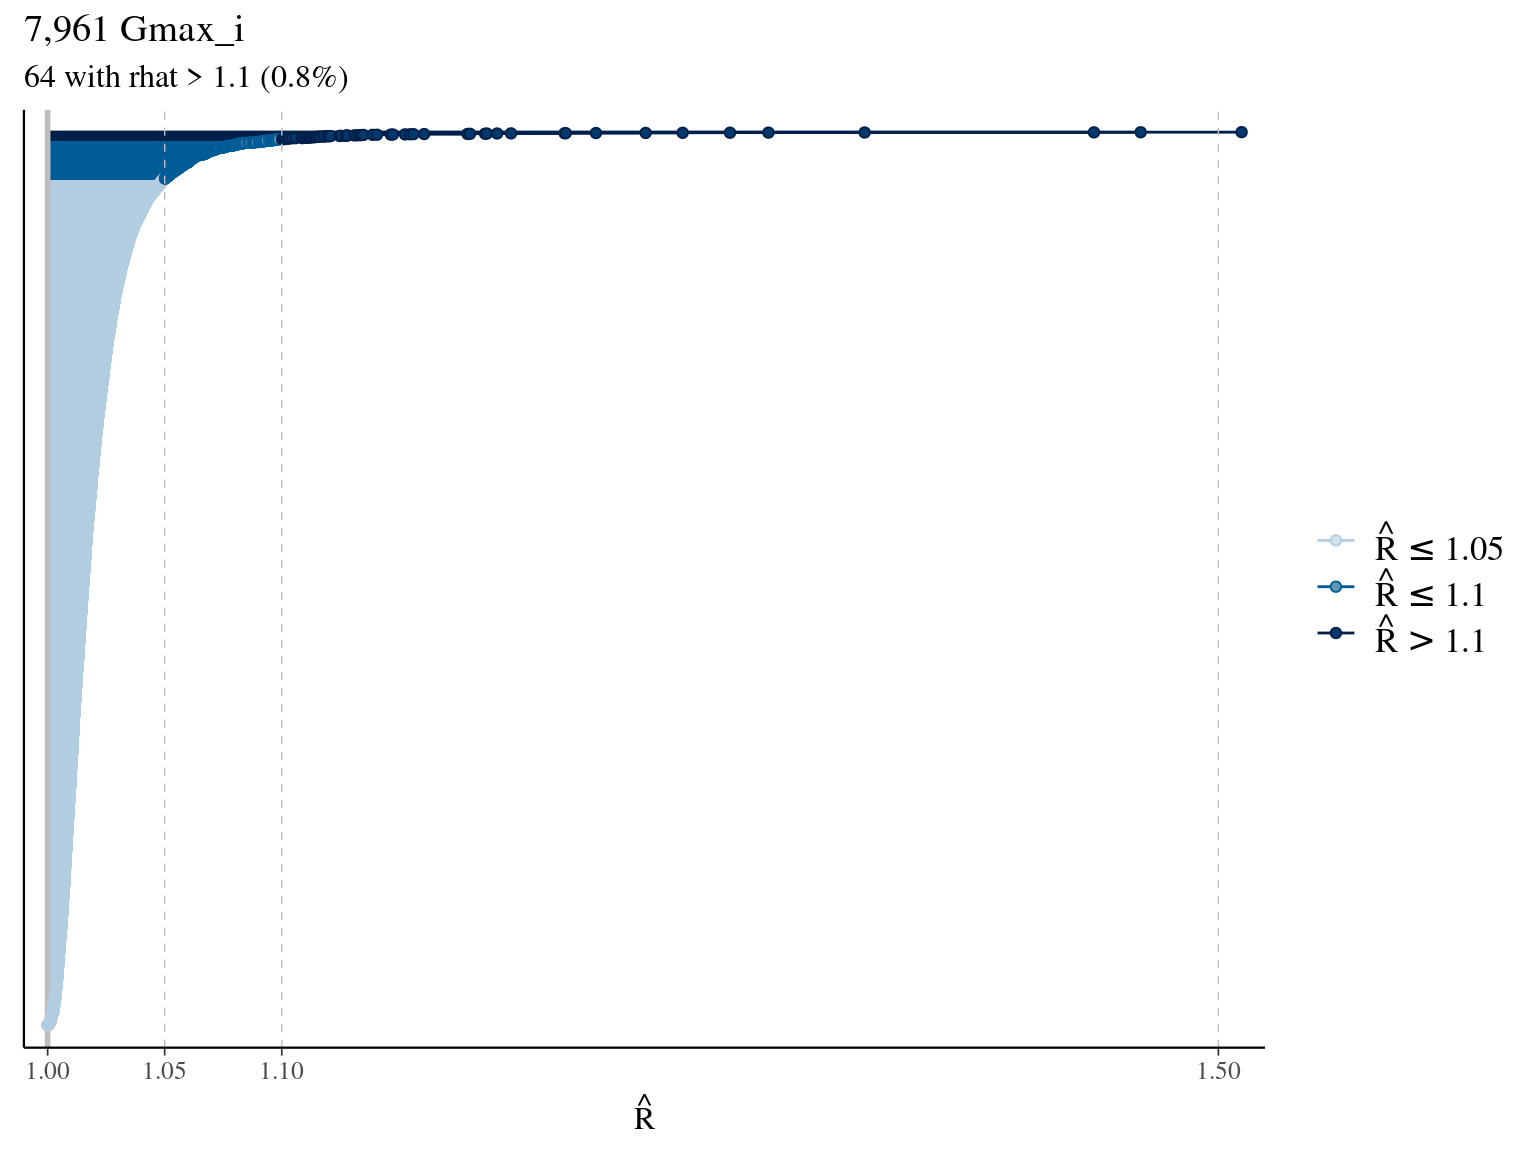 7,961 Gmax_i
64 with rhat > 1.1 (0.8%)
R̂ ≤ 1.05
R̂ ≤ 1.1
R̂ > 1.1
1.00 1.05 1.10 1.50
R̂